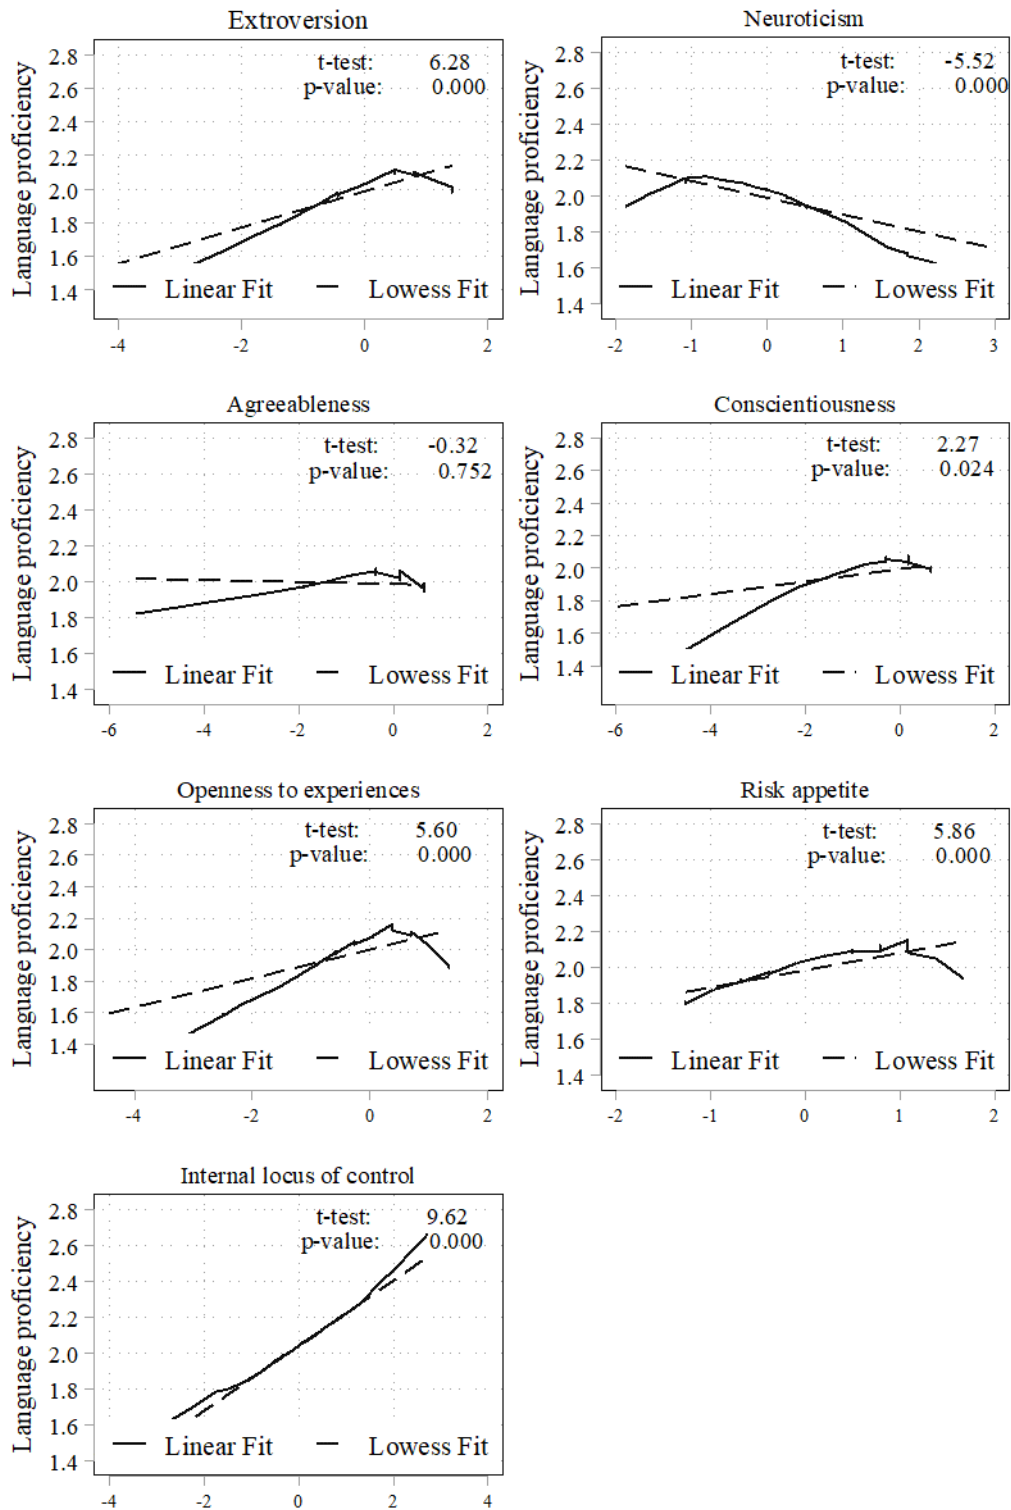 Extroversion
t-test: 6.28
p-value: 0.000
Language proficiency
2.8
2.6
2.4
2.2
2.0
1.8
1.6
1.4
Linear Fit Lowess Fit
-4 -2 0 2
Neuroticism
t-test: -5.52
p-value: 0.000
Language proficiency
2.8
2.6
2.4
2.2
2.0
1.8
1.6
1.4
Linear Fit Lowess Fit
-2 -1 0 1 2 3
Agreeableness
t-test: -0.32
p-value: 0.752
Language proficiency
2.8
2.6
2.4
2.2
2.0
1.8
1.6
1.4
Linear Fit Lowess Fit
-6 -4 -2 0 2
Conscientiousness
t-test: 2.27
p-value: 0.024
Language proficiency
2.8
2.6
2.4
2.2
2.0
1.8
1.6
1.4
Linear Fit Lowess Fit
-6 -4 -2 0 2
Openness to experiences
t-test: 5.60
p-value: 0.000
Language proficiency
2.8
2.6
2.4
2.2
2.0
1.8
1.6
1.4
Linear Fit Lowess Fit
-4 -2 0 2
Risk appetite
t-test: 5.86
p-value: 0.000
Language proficiency
2.8
2.6
2.4
2.2
2.0
1.8
1.6
1.4
Linear Fit Lowess Fit
-2 -1 0 1 2
Internal locus of control
t-test: 9.62
p-value: 0.000
Language proficiency
2.8
2.6
2.4
2.2
2.0
1.8
1.6
1.4
Linear Fit Lowess Fit
-4 -2 0 2 4